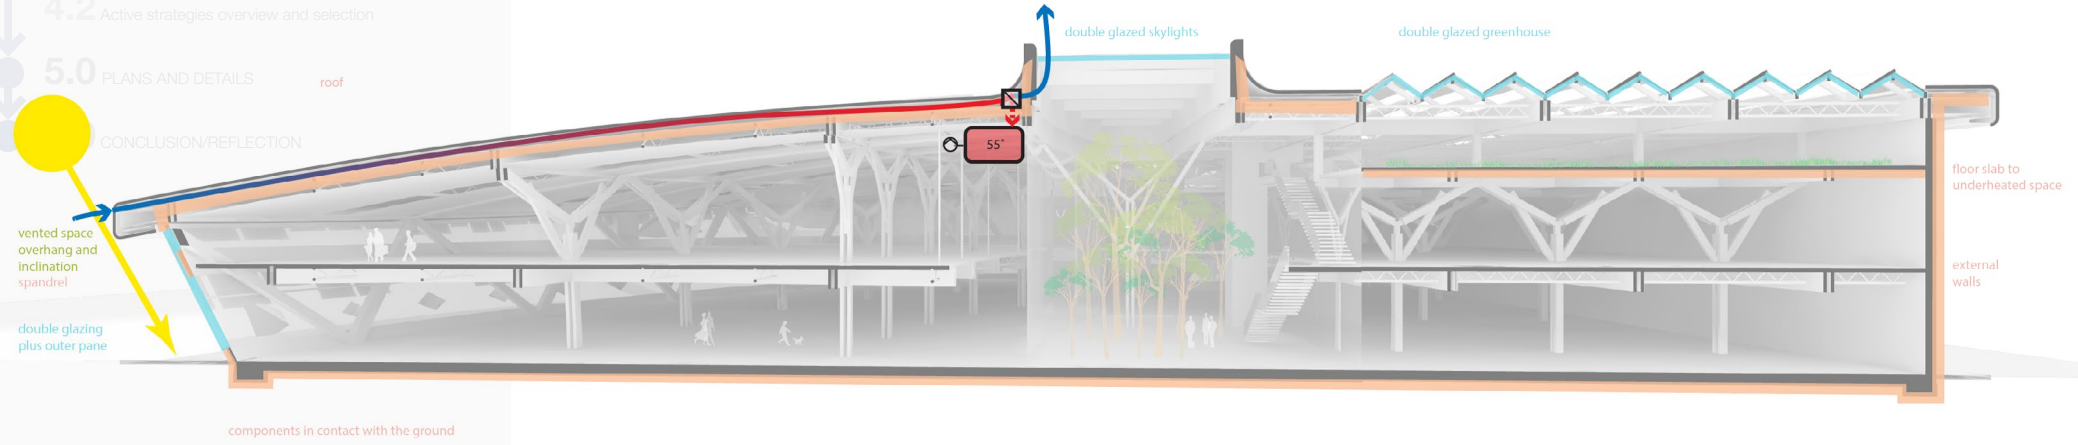 4.2 Active strategies overview and selection
5.0 PLANS AND DETAILS
CONCLUSION/REFLECTION
roof
double glazed skylights
double glazed greenhouse
55°
vented space
overhang and
inclination
spandrel
double glazing
plus outer pane
floor slab to
underheated space
external
walls
components in contact with the ground